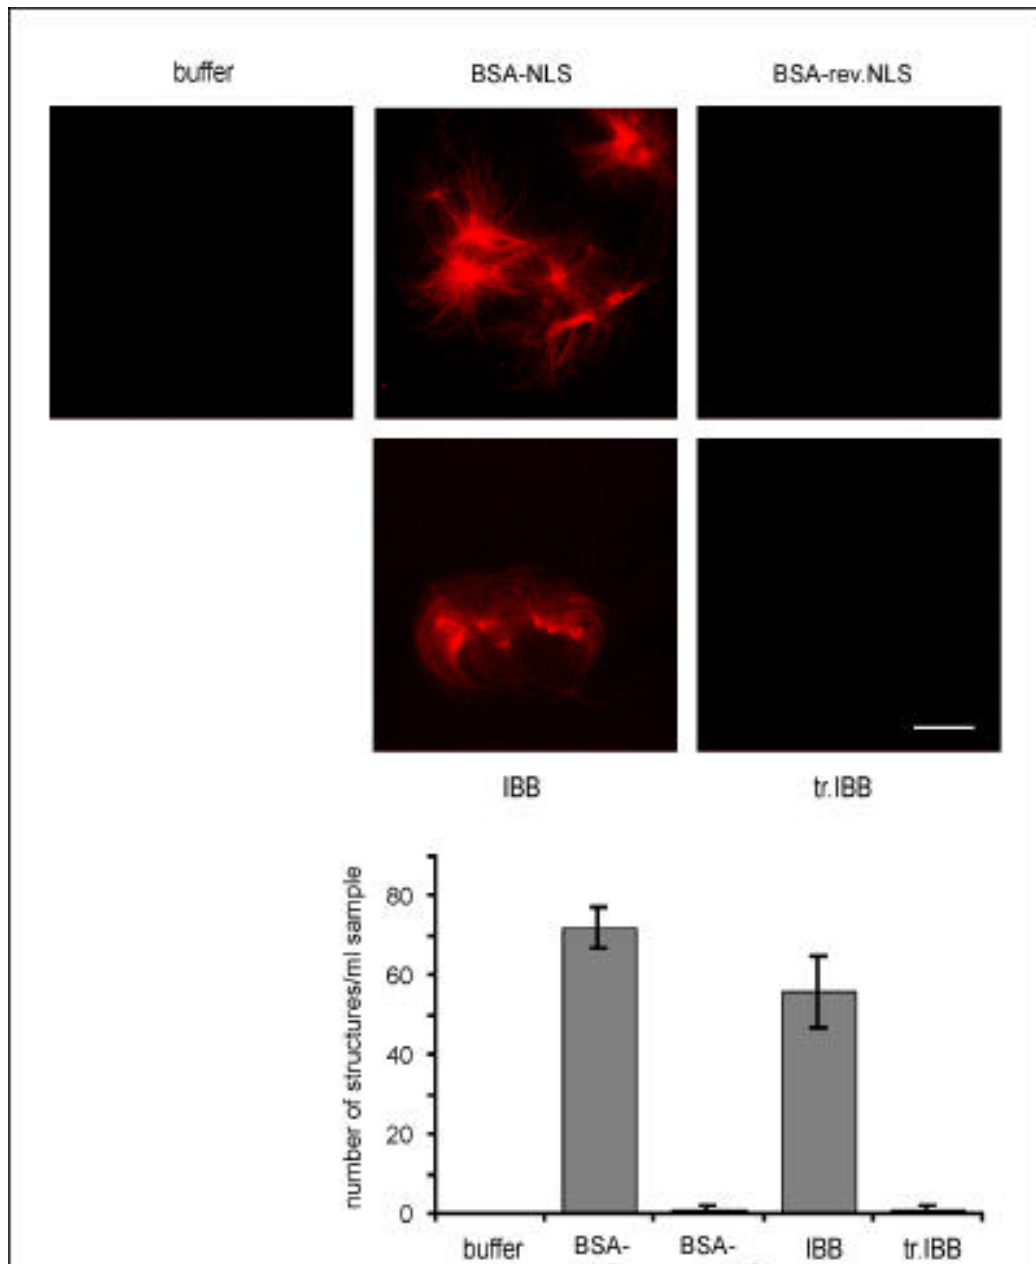 buffer BSA-NLS BSA-rev.NLS
IBB tr.IBB
number of structures/ml sample
80
60
40
20
0
buffer BSA- BSA- IBB tr.IBB